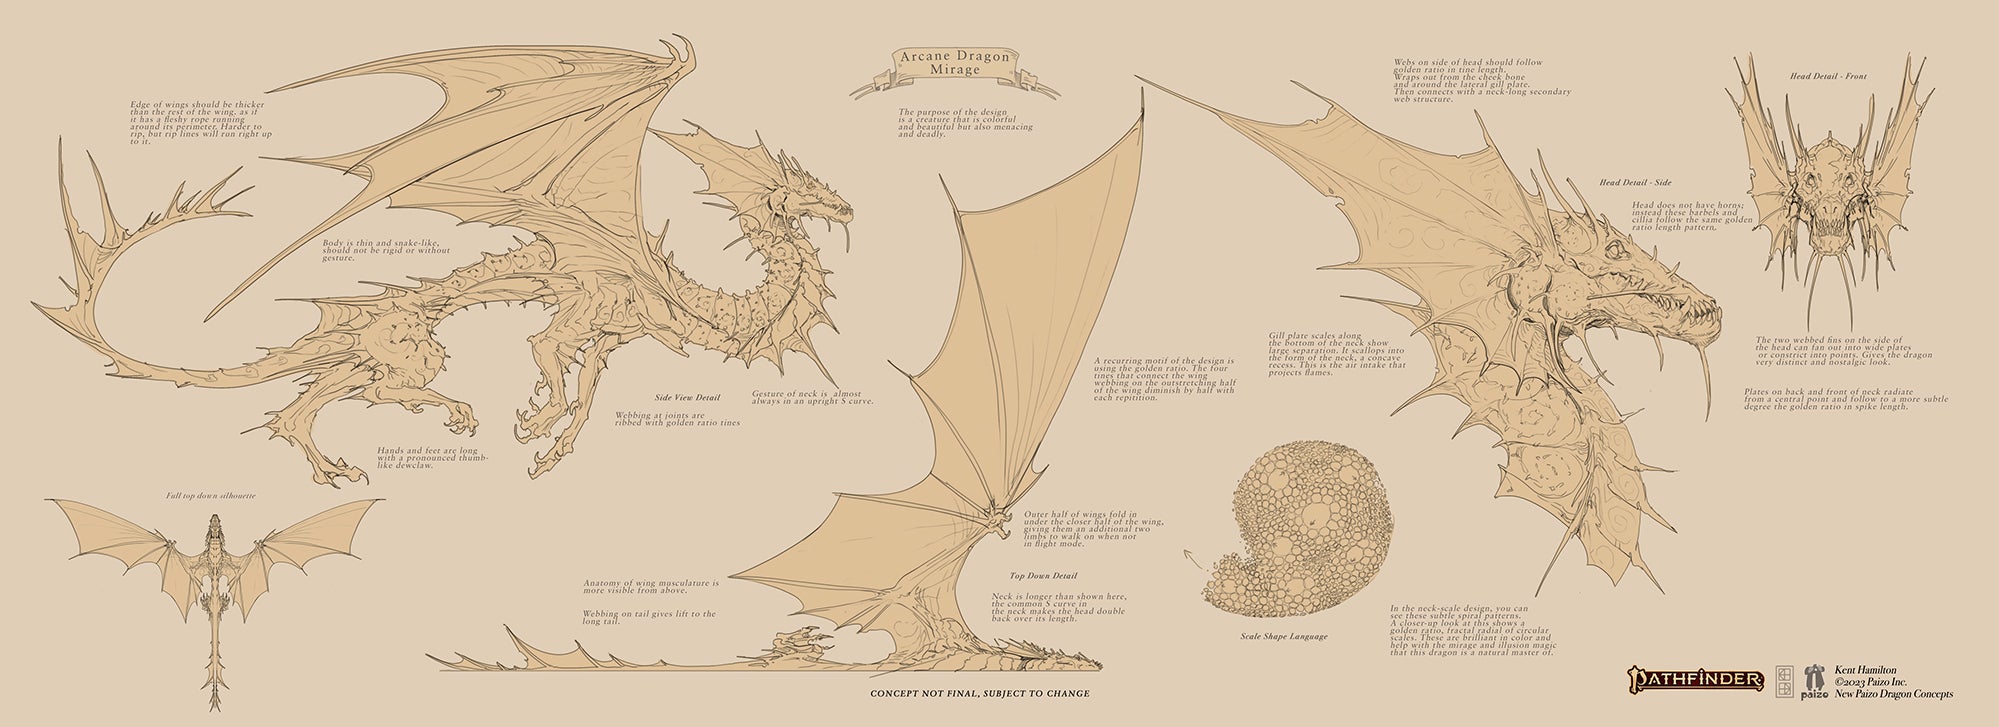 Arcane Dragon
Mirage
The purpose of the design
is a creature that is colorful
and beautiful but also menacing
and deadly.
Edge of wings should be thicker
than the rest of the wing, as if
it has a fleshy rope running
around its perimeter. Harder to
rip, but rip lines will run right up
to it.
Body is thin and snake-like,
should not be rigid or without
gesture.
Side View Detail
Webbing at joints are
ribbed with golden ratio tines
Gesture of neck is almost
always in an upright S curve.
Hands and feet are long
with a pronounced thumb-
like dewclaw.
Full top down silhouette
Anatomy of wing musculature is
more visible from above.
Webbing on tail gives lift to the
long tail.
A recurring motif of the design is
using the golden ratio. The four
tines that connect the wing
webbing on the outstretching half
of the wing diminish by half with
each repitition.
Outer half of wings fold in
under the closer half of the wing,
giving them an additional two
limbs to walk on when not
in flight mode.
Top Down Detail
Neck is longer than shown here,
the common S curve in
the neck makes the head double
back over its length.
Webs on side of head should follow
golden ratio in tine length.
Wraps out from the cheek bone
and around the lateral gill plate.
Then connects with a neck-long secondary
web structure.
Head Detail - Side
Head does not have horns;
instead these barbels and
cillia follow the same golden
ratio length pattern.
Head Detail - Front
The two webbed fins on the side of
the head can fan out into wide plates
or constrict into points. Gives the dragon
very distinct and nostalgic look.
Plates on back and front of neck radiate
from a central point and follow to a more subtle
degree the golden ratio in spike length.
Gill plate scales along
the bottom of the neck show
large separation. It scallops into
the form of the neck, a concave
recess. This is the air intake that
projects flames.
Scale Shape Language
In the neck-scale design, you can
see these subtle spiral patterns.
A closer-up look at this shows a
golden ratio, fractal radial of circular
scales. These are brilliant in color and
help with the mirage and illusion magic
that this dragon is a natural master of.
CONCEPT NOT FINAL, SUBJECT TO CHANGE
PATHFINDER
paizo
Kent Hamilton
©2023 Paizo Inc.
New Paizo Dragon Concepts